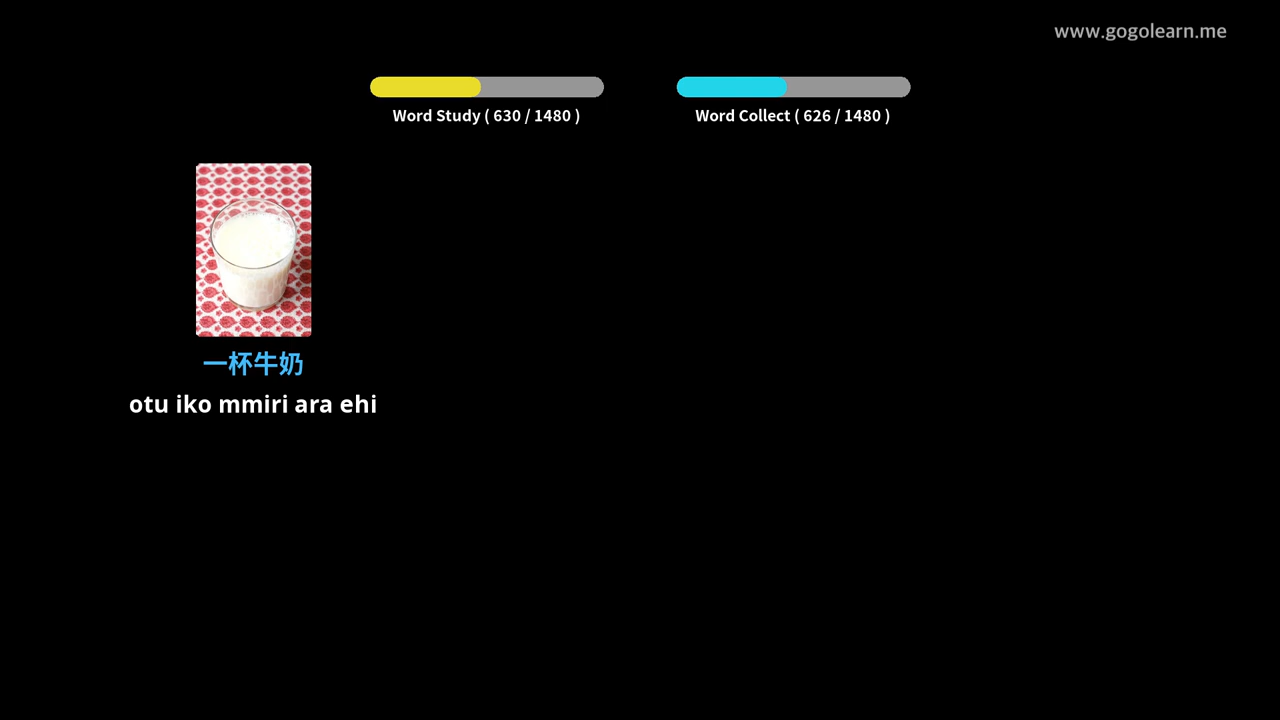 www.gogolearn.me
Word Study ( 630 / 1480 )
Word Collect ( 626 / 1480 )
一杯牛奶
otu iko mmiri ara ehi